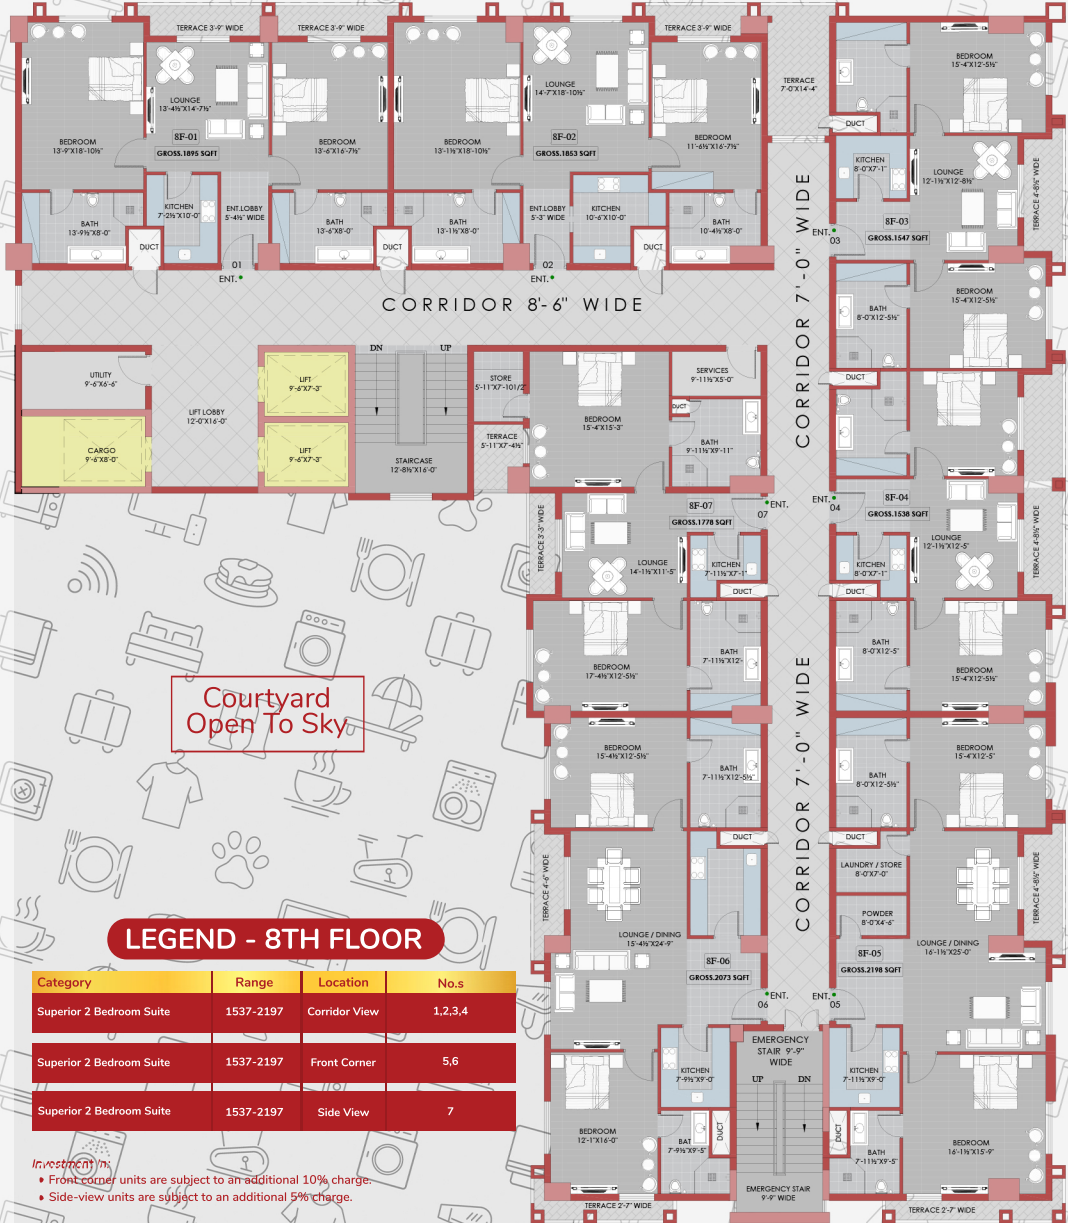 TERRACE 3'-9" WIDE
TERRACE 3'-9" WIDE
TERRACE 3'-9" WIDE
LOUNGE
13'-4½"X14'-7½"
LOUNGE
14'-7"X18'-10½"
8F-01
GROSS.1895 SQFT
8F-02
GROSS.1853 SQFT
BEDROOM
13'-9"X18'-10½"
BEDROOM
13'-6"X16'-7½"
BEDROOM
13'-1½"X18'-10½"
BEDROOM
11'-6½"X16'-7½"
BATH
13'-9½"X8'-0"
KITCHEN
7'-2½"X10'-0"
ENT.LOBBY
5'-4½" WIDE
BATH
13'-6"X8'-0"
BATH
13'-1½"X8'-0"
ENT.LOBBY
5'-3" WIDE
KITCHEN
10'-6"X10'-0"
BATH
10'-4½"X8'-0"
DUCT
DUCT
DUCT
01
ENT.
02
ENT.
CORRIDOR 8'-6" WIDE
TERRACE
7'-0"X14'-4"
BEDROOM
15'-4"X12'-5½"
DUCT
KITCHEN
8'-0"X7'-1"
LOUNGE
12'-1½"X12'-8½"
TERRACE 4'-8½" WIDE
8F-03
GROSS.1547 SQFT
ENT.
03
CORRIDOR 7'-0" WIDE
BATH
8'-0"X12'-5½"
BEDROOM
15'-4"X12'-5½"
DUCT
UTILITY
9'-6"X6'-6"
LIFT LOBBY
12'-0"X16'-0"
CARGO
9'-6"X8'-0"
LIFT
9'-6"X7'-3"
LIFT
9'-6"X7'-3"
DN
UP
STAIRCASE
12'-8½"X16'-0"
STORE
5'-11"X7'-101/2"
TERRACE
5'-11"X7'-4½"
BEDROOM
15'-4"X15'-3"
SERVICES
9'-11½"X5'-0"
DUCT
BATH
9'-11½"X9'-11"
8F-07
GROSS.1778 SQFT
ENT.
07
TERRACE 3'-3" WIDE
LOUNGE
14'-1½"X11'-5"
KITCHEN
7'-11½"X7'-1"
DUCT
ENT.
04
8F-04
GROSS.1538 SQFT
LOUNGE
12'-1½"X12'-5"
KITCHEN
8'-0"X7'-1"
TERRACE 4'-8½" WIDE
DUCT
BEDROOM
17'-4½"X12'-5½"
BATH
7'-11½"X12'-
BATH
8'-0"X12'-5"
BEDROOM
15'-4"X12'-5½"
CORRIDOR 7'-0" WIDE
BEDROOM
15'-4½"X12'-5½"
BATH
7'-11½"X12'-5½"
BATH
8'-0"X12'-5½"
BEDROOM
15'-4"X12'-5"
DUCT
DUCT
LAUNDRY / STORE
8'-0"X7'-0"
POWDER
8'-0"X4'-6"
TERRACE 4'-6" WIDE
LOUNGE / DINING
15'-4½"X24'-9"
LOUNGE / DINING
16'-1½"X25'-0"
TERRACE 4'-8½" WIDE
8F-06
GROSS.2073 SQFT
8F-05
GROSS.2198 SQFT
ENT.
06
ENT.
05
EMERGENCY
STAIR 9'-9"
WIDE
UP
DN
KITCHEN
7'-9½"X9'-0"
KITCHEN
7'-11½"X9'-0"
DUCT
DUCT
BEDROOM
12'-1"X16'-0"
BAT
7'-9½"X9'-5"
BATH
7'-11½"X9'-5"
BEDROOM
16'-1½"X15'-9"
EMERGENCY STAIR
9'-9" WIDE
TERRACE 2'-7" WIDE
TERRACE 2'-7" WIDE
Courtyard
Open To Sky
LEGEND - 8TH FLOOR
Category Range Location No.s
Superior 2 Bedroom Suite 1537-2197 Corridor View 1,2,3,4
Superior 2 Bedroom Suite 1537-2197 Front Corner 5,6
Superior 2 Bedroom Suite 1537-2197 Side View 7
Investment in:
• Front corner units are subject to an additional 10% charge.
• Side-view units are subject to an additional 5% charge.